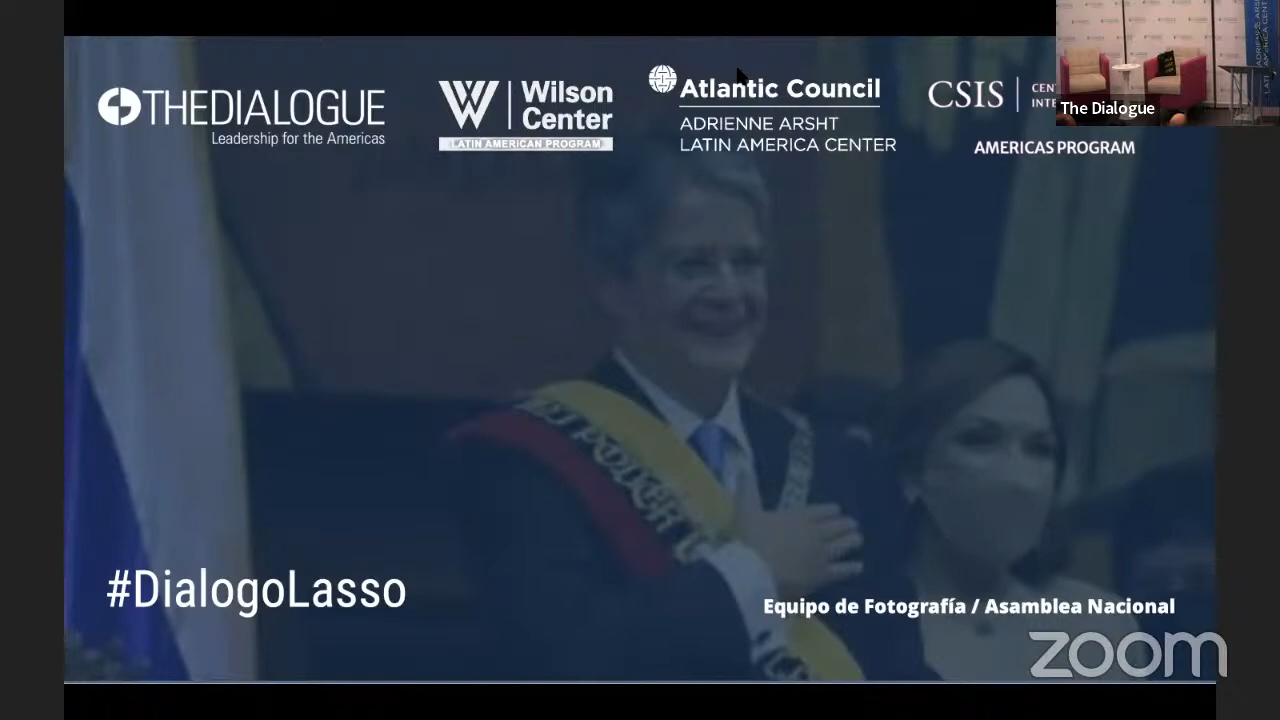 THEDIALOGUE
Leadership for the Americas
Wilson
Center
LATIN AMERICAN PROGRAM
Atlantic Council
ADRIENNE ARSHT
LATIN AMERICA CENTER
CSIS
AMERICAS PROGRAM
The Dialogue
#DialogoLasso
Equipo de Fotografía / Asamblea Nacional
zoom